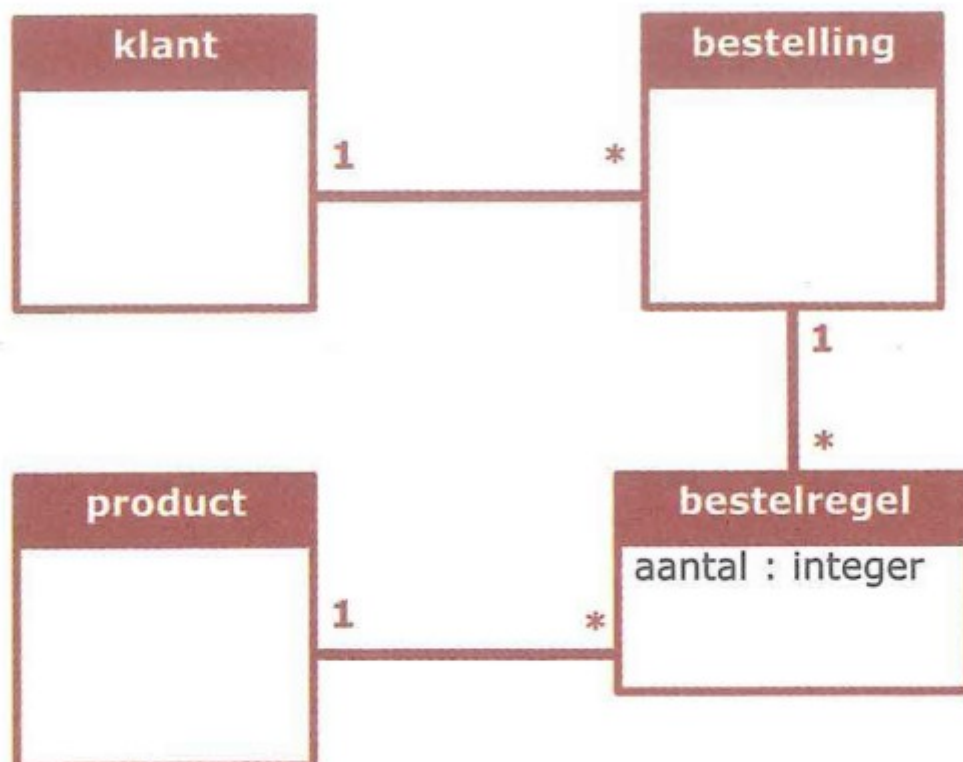 klant
bestelling
1
*
1
*
product
bestelregel
aantal : integer
1
*